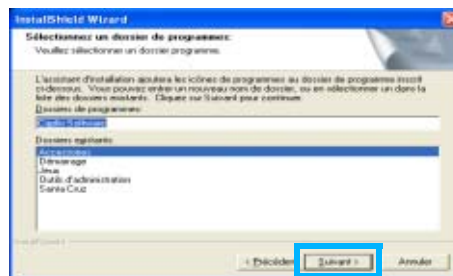 InstallShield Wizard
Sélectionnez un dossier de programmes:
Veuillez sélectionner un dossier programme.
L'assistant d'installation ajoutera les icônes de programmes au dossier de programme inscrit
ci-dessous. Vous pouvez entrer un nouveau nom de dossier, ou en sélectionner un dans la
liste des dossiers existants. Cliquez sur Suivant pour continuer.
Dossiers de programmes:
Software
Dossiers existants:
Accessoires
Démarrage
Jeux
Outils d'administration
Santa Cruz
InstallShield
< Précédent
Suivant >
Annuler